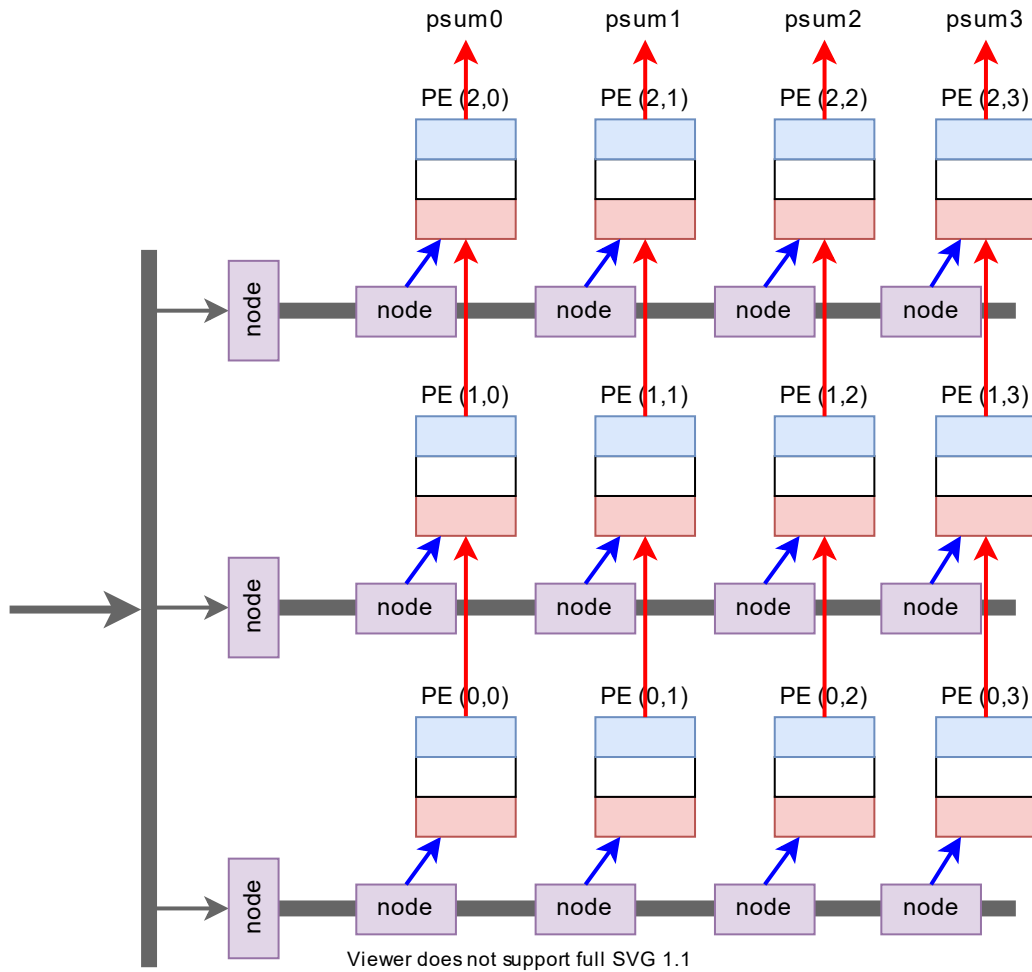 psum0 psum1 psum2 psum3
PE (2,0) PE (2,1) PE (2,2) PE (2,3)
node node node node node
PE (1,0) PE (1,1) PE (1,2) PE (1,3)
node node node node node
PE (0,0) PE (0,1) PE (0,2) PE (0,3)
node node node node node
Viewer does not support full SVG 1.1